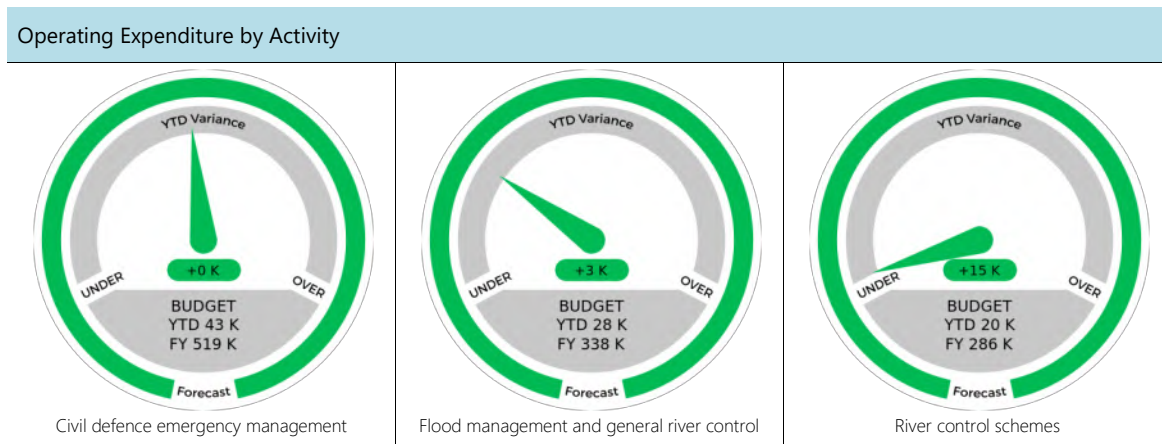 Operating Expenditure by Activity
YTD Variance
+0 K
UNDER
OVER
BUDGET
YTD 43 K
FY 519 K
Forecast
Civil defence emergency management
YTD Variance
+3 K
UNDER
OVER
BUDGET
YTD 28 K
FY 338 K
Forecast
Flood management and general river control
YTD Variance
+15 K
UNDER
OVER
BUDGET
YTD 20 K
FY 286 K
Forecast
River control schemes